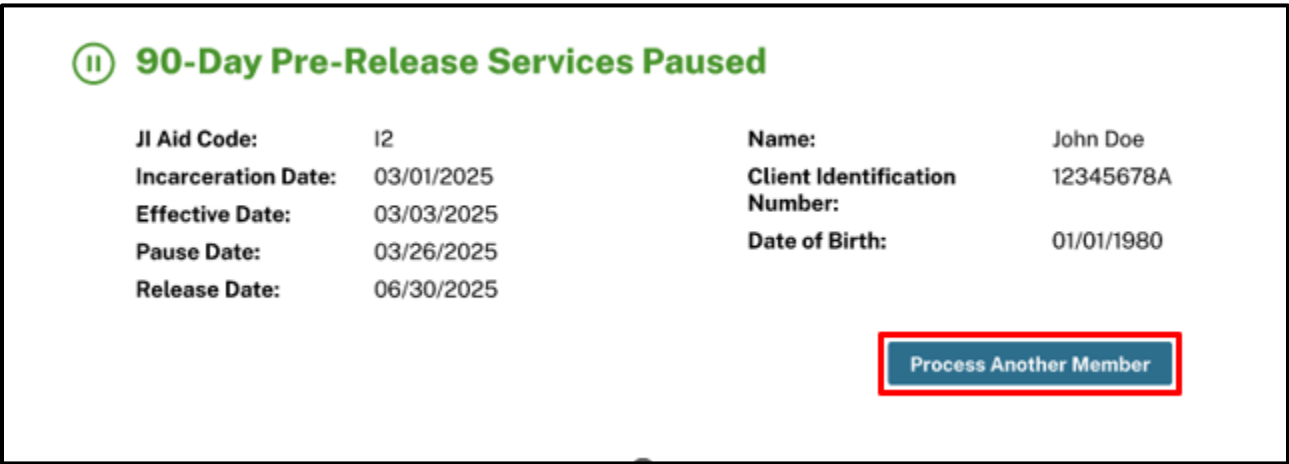 90-Day Pre-Release Services Paused
JI Aid Code: I2
Incarceration Date: 03/01/2025
Effective Date: 03/03/2025
Pause Date: 03/26/2025
Release Date: 06/30/2025
Name: John Doe
Client Identification 12345678A
Number:
Date of Birth: 01/01/1980
Process Another Member